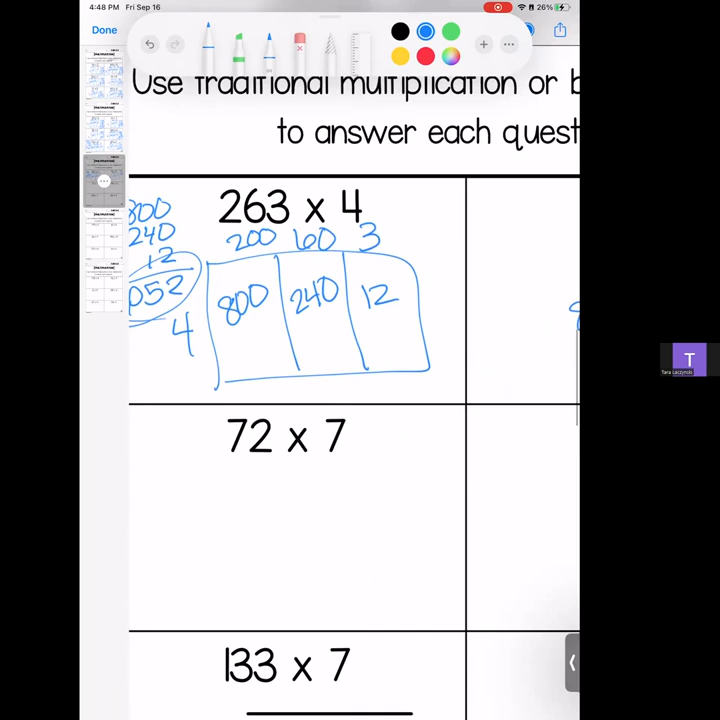 4:48 PM Fri Sep 16
26%
Done
Use traditional multiplication or b
to answer each quest
263 x 4
200 60 3
800
240
12
052
4
800 240 12
72 x 7
133 x 7
T
Tara Laczynski